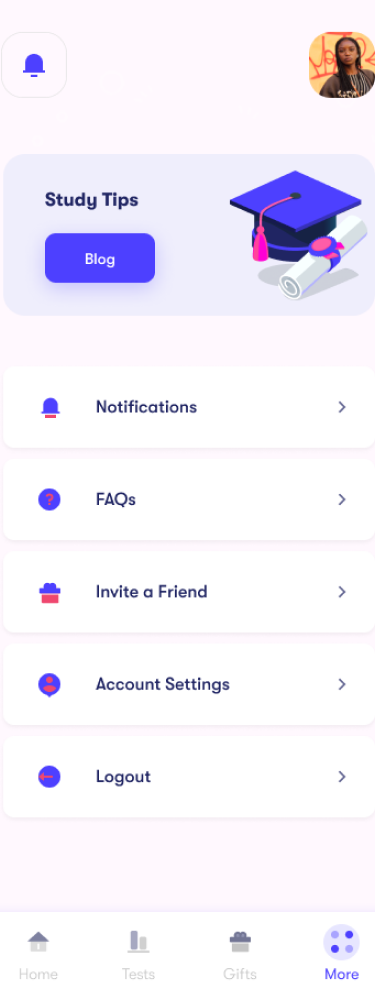 Study Tips
Blog
Notifications
FAQs
Invite a Friend
Account Settings
Logout
Home
Tests
Gifts
More